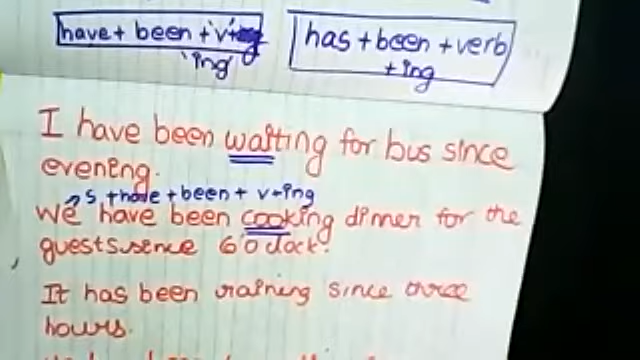 have + been + v+ing
'ing'
has + been + verb
+ ing
I have been waiting for bus since
evening.
S + have + been + v+ing
We have been cooking dinner for the
guests sence 6'o clock.
It has been raining since three
hours.